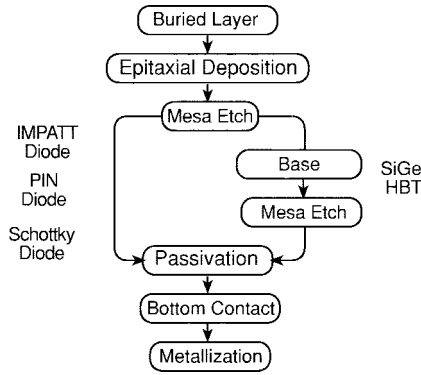 Buried Layer
Epitaxial Deposition
Mesa Etch
IMPATT
Diode
PIN
Diode
Schottky
Diode
Base
Mesa Etch
SiGe
HBT
Passivation
Bottom Contact
Metallization